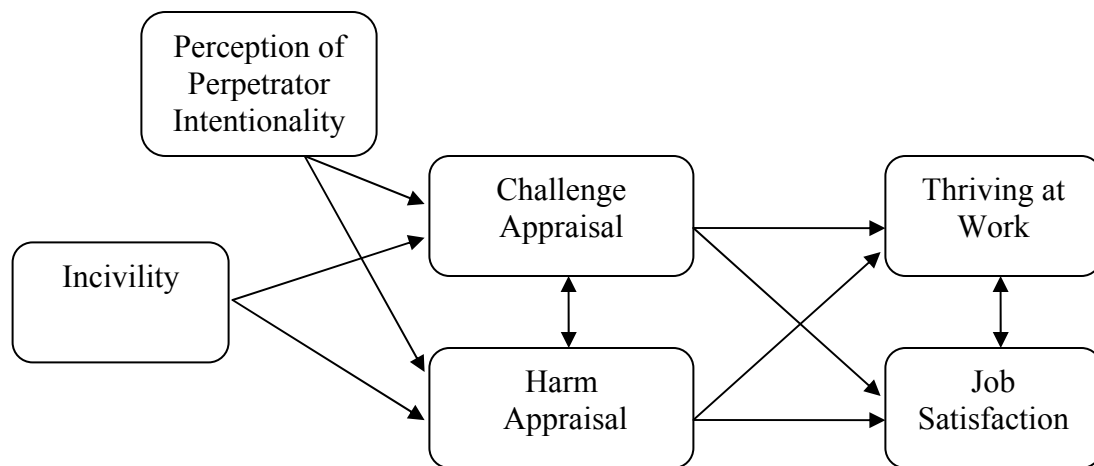 Perception of
Perpetrator
Intentionality
Challenge
Appraisal
Thriving at
Work
Incivility
Harm
Appraisal
Job
Satisfaction